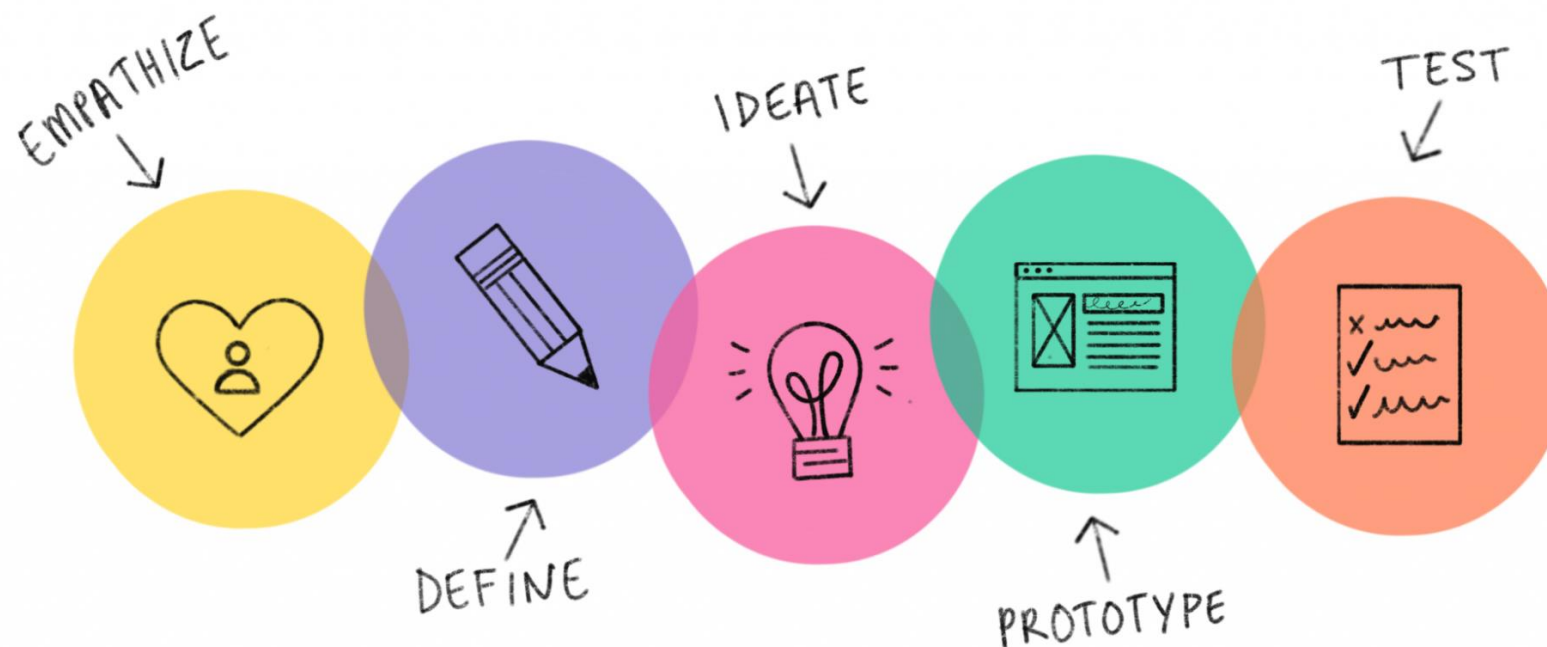 EMPATHIZE
DEFINE
IDEATE
PROTOTYPE
TEST